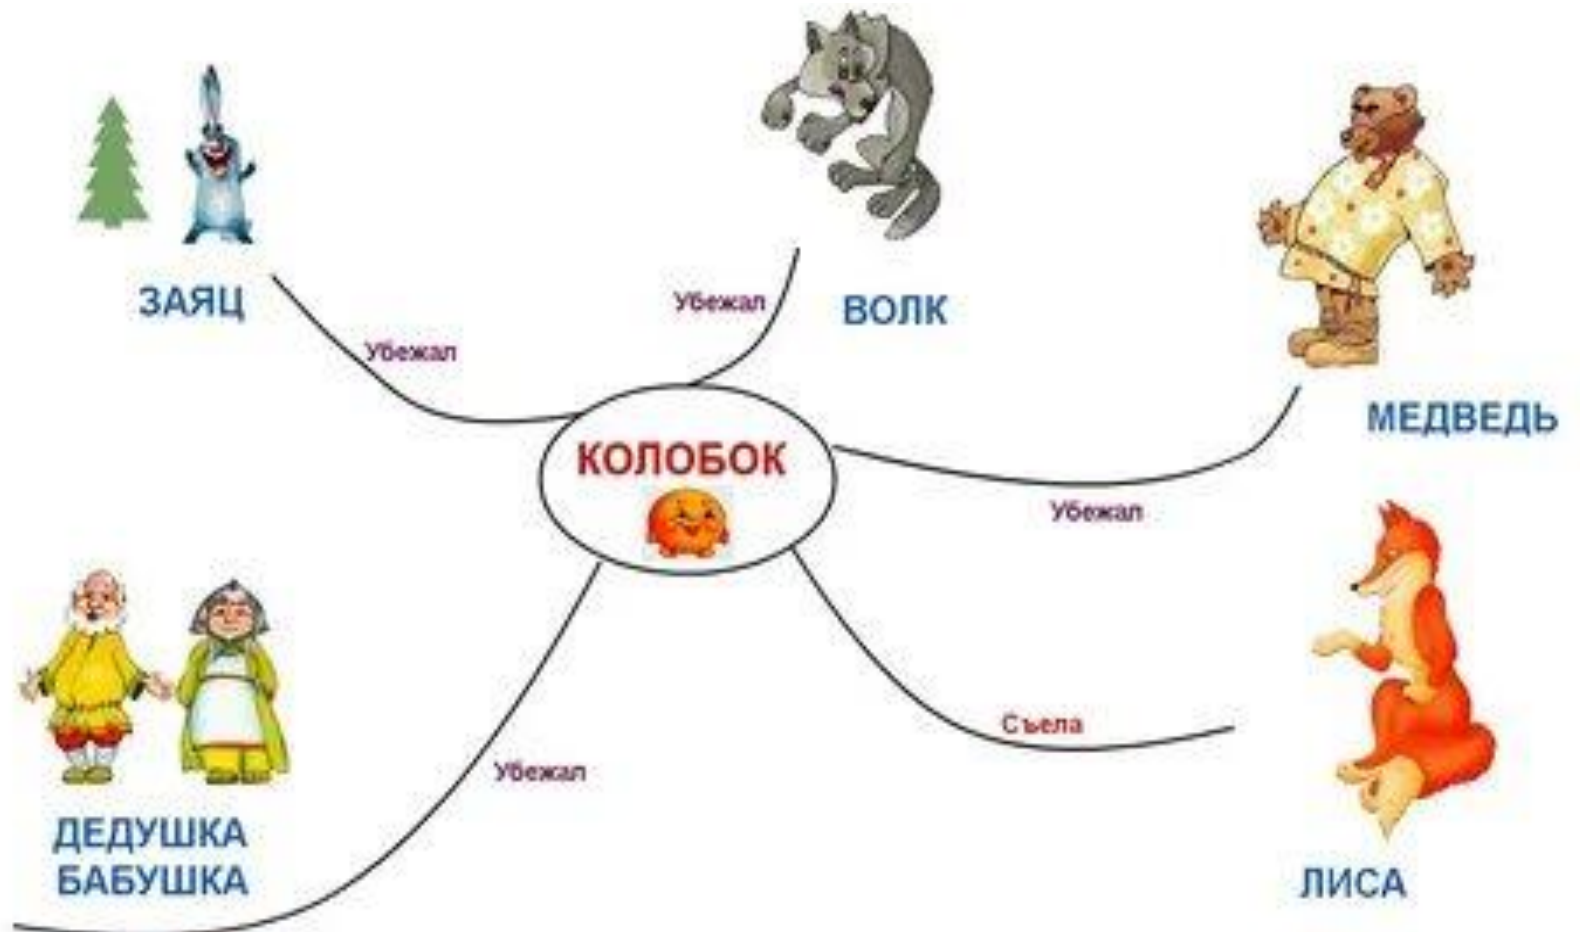 ЗАЯЦ
Убежал
Убежал
ВОЛК
МЕДВЕДЬ
КОЛОБОК
Убежал
Съела
Убежал
ДЕДУШКА
БАБУШКА
ЛИСА